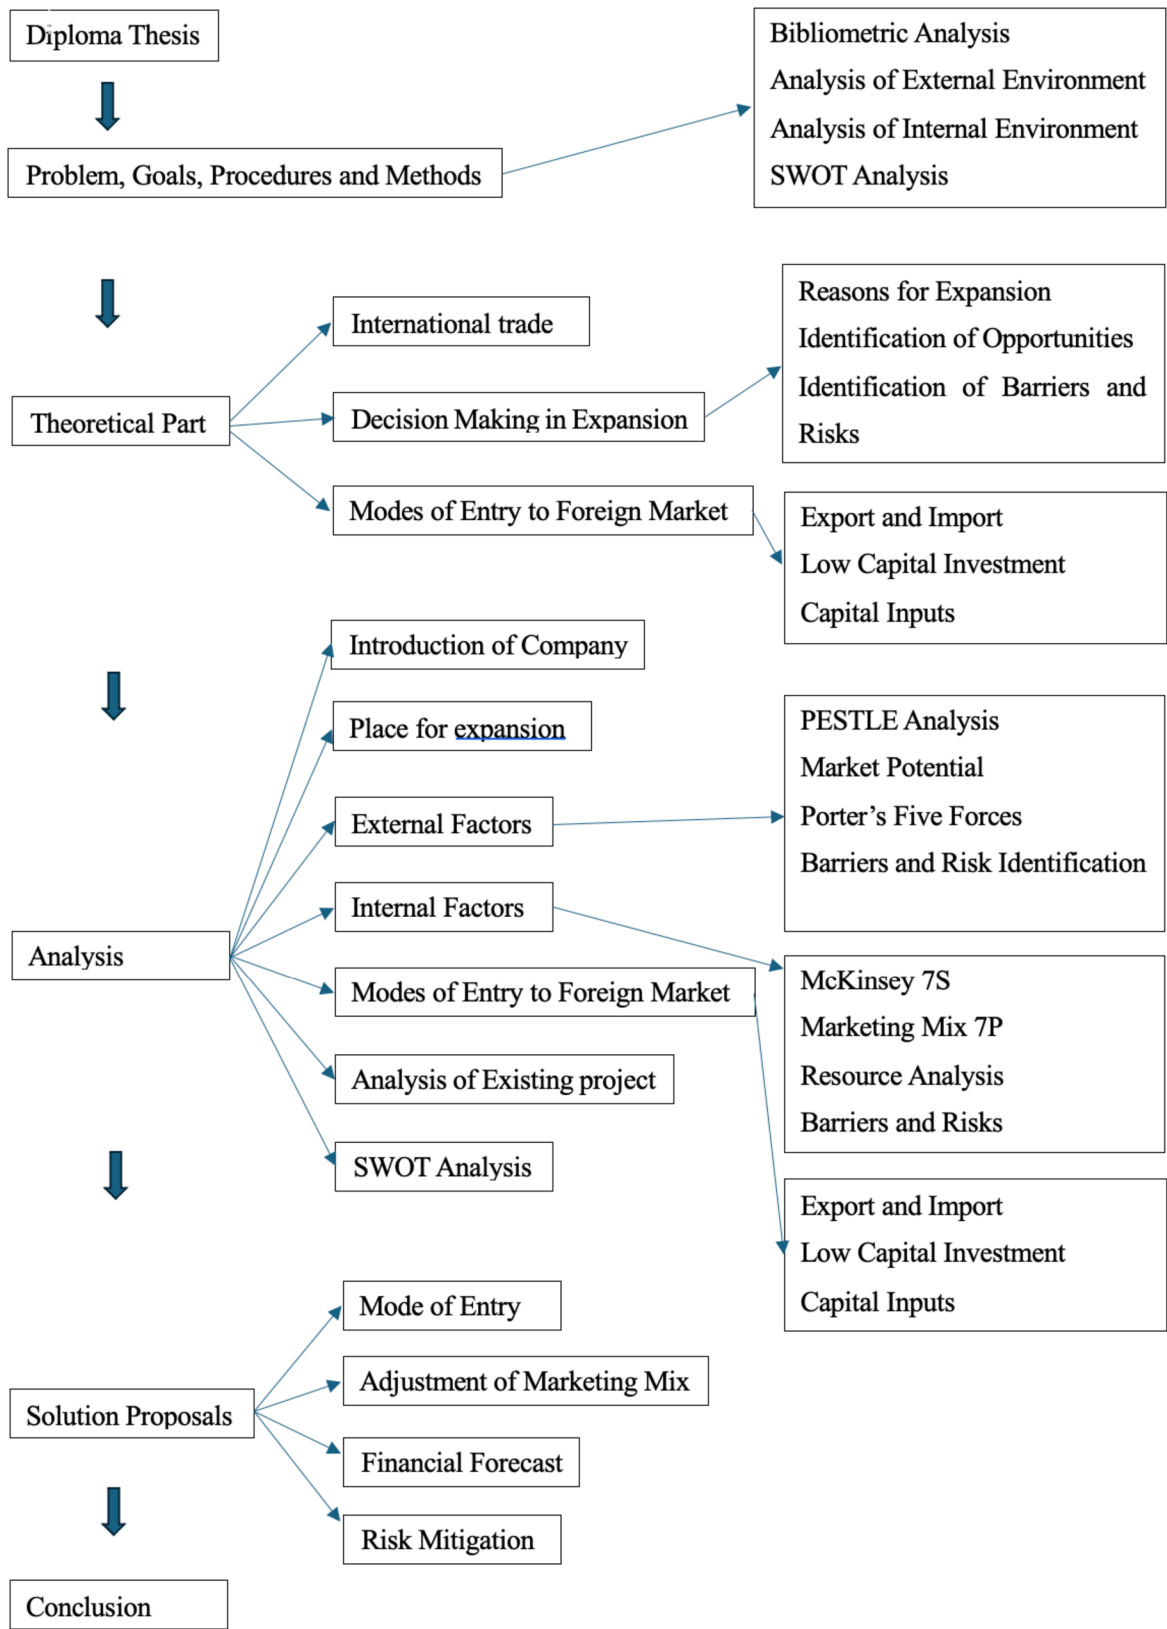 Diploma Thesis
Bibliometric Analysis
Analysis of External Environment
Analysis of Internal Environment
SWOT Analysis
Problem, Goals, Procedures and Methods
Theoretical Part
International trade
Decision Making in Expansion
Reasons for Expansion
Identification of Opportunities
Identification of Barriers and
Risks
Modes of Entry to Foreign Market
Export and Import
Low Capital Investment
Capital Inputs
Analysis
Introduction of Company
Place for expansion
External Factors
PESTLE Analysis
Market Potential
Porter's Five Forces
Barriers and Risk Identification
Internal Factors
McKinsey 7S
Marketing Mix 7P
Resource Analysis
Barriers and Risks
Modes of Entry to Foreign Market
Export and Import
Low Capital Investment
Capital Inputs
Analysis of Existing project
SWOT Analysis
Solution Proposals
Mode of Entry
Adjustment of Marketing Mix
Financial Forecast
Risk Mitigation
Conclusion